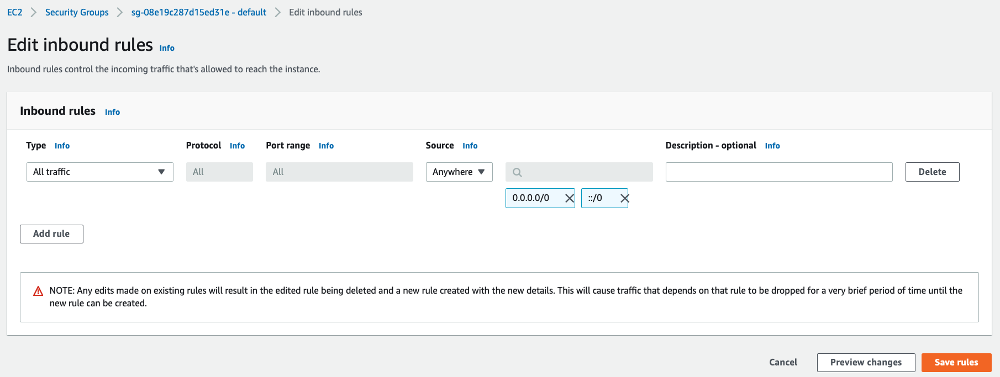 EC2 Security Groups sg-08e19c287d15ed31e - default Edit inbound rules
Edit inbound rules Info
Inbound rules control the incoming traffic that's allowed to reach the instance.
Inbound rules Info
Type Info Protocol Info Port range Info Source Info Description - optional Info
All traffic All All Anywhere Delete
0.0.0.0/0 ::/0
Add rule
NOTE: Any edits made on existing rules will result in the edited rule being deleted and a new rule created with the new details. This will cause traffic that depends on that rule to be dropped for a very brief period of time until the
new rule can be created.
Cancel Preview changes Save rules